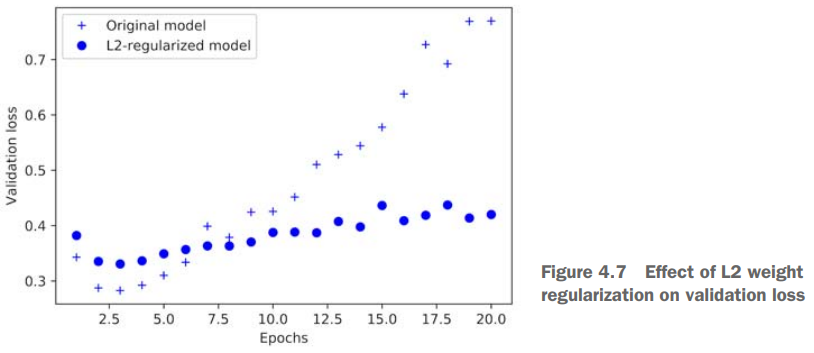 Original model
L2-regularized model
0.7
0.6
0.5
0.4
0.3
Validation loss
2.5 5.0 7.5 10.0 12.5 15.0 17.5 20.0
Epochs
Figure 4.7 Effect of L2 weight
regularization on validation loss